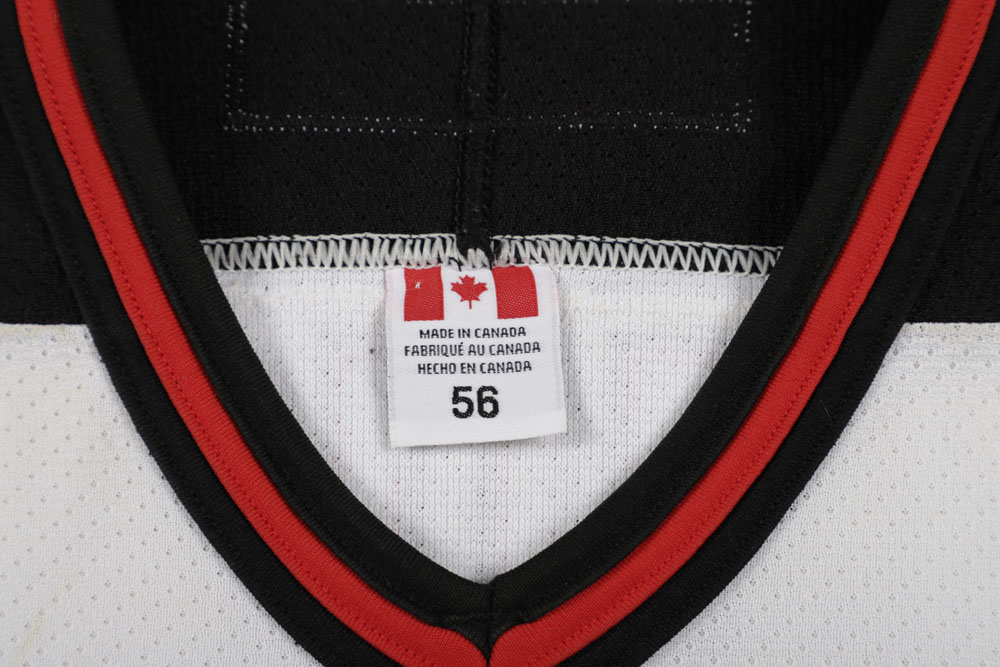 MADE IN CANADA
FABRIQUÉ AU CANADA
HECHO EN CANADA
56